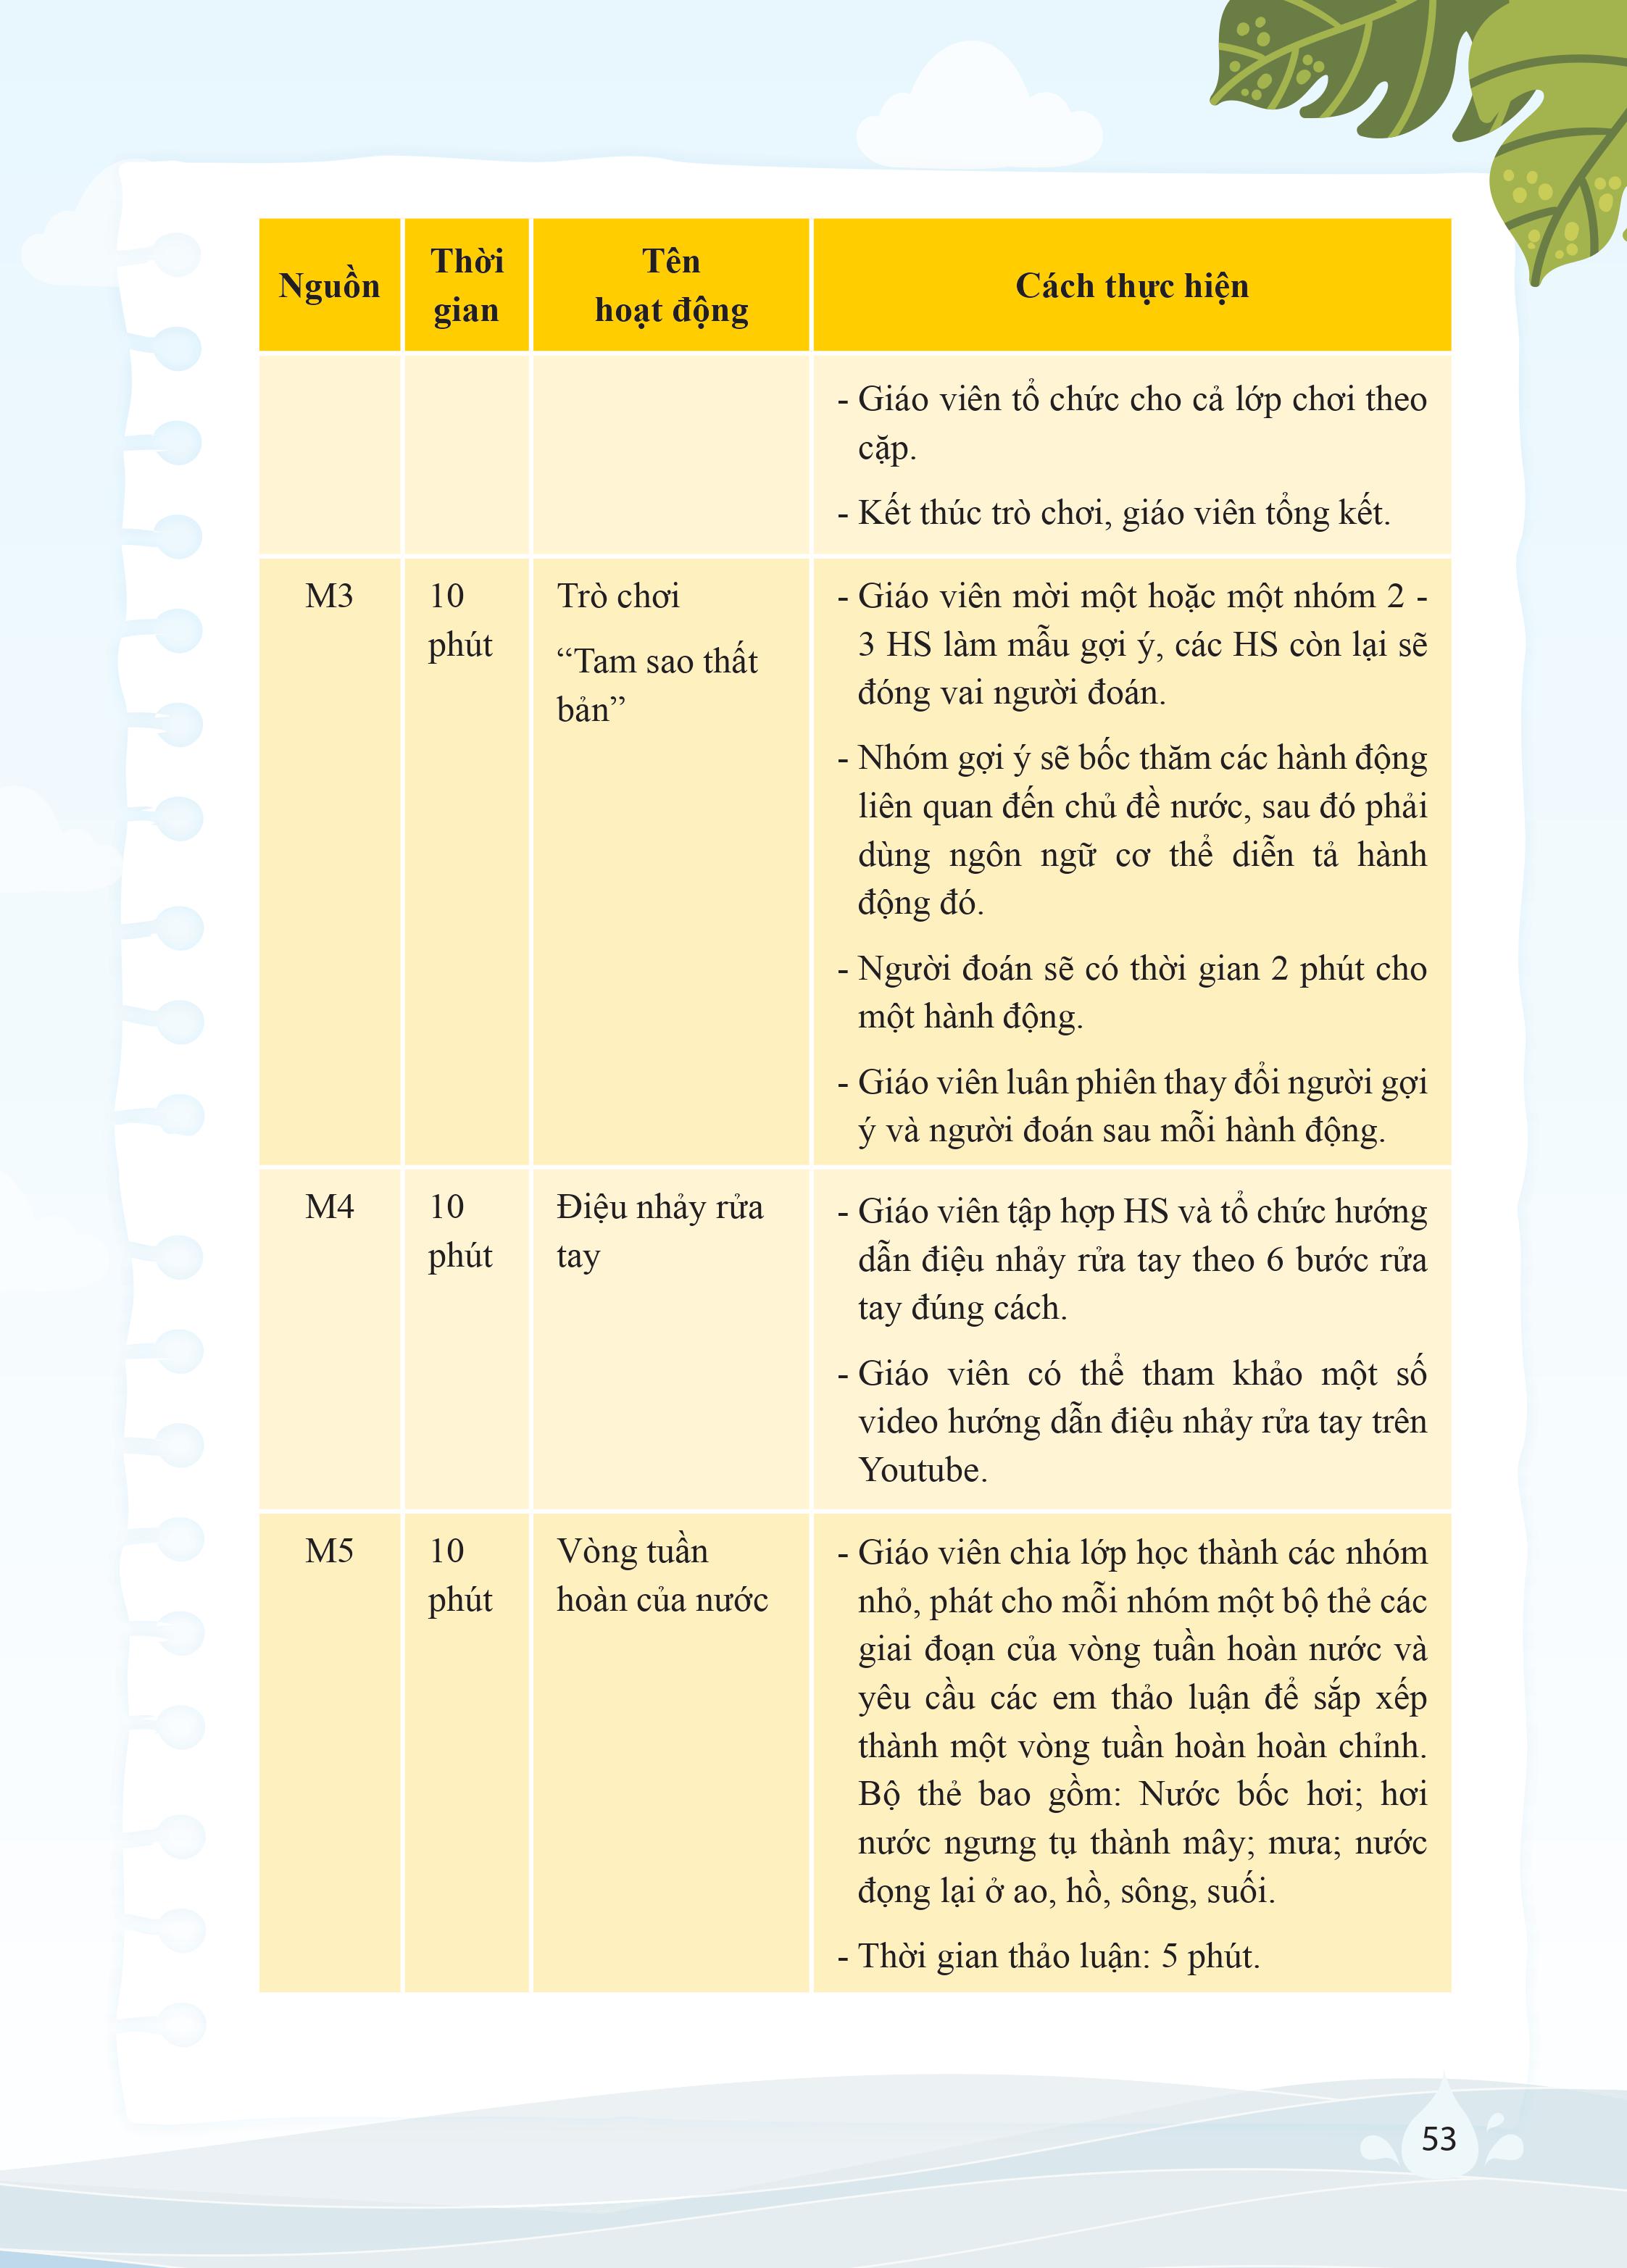 Nguồn
Thời
gian
Tên
hoạt động
Cách thực hiện
- Giáo viên tổ chức cho cả lớp chơi theo
cặp.
- Kết thúc trò chơi, giáo viên tổng kết.
M3
10
phút
Trò chơi
“Tam sao thất
bản”
- Giáo viên mời một hoặc một nhóm 2 -
3 HS làm mẫu gợi ý, các HS còn lại sẽ
đóng vai người đoán.
- Nhóm gợi ý sẽ bốc thăm các hành động
liên quan đến chủ đề nước, sau đó phải
dùng ngôn ngữ cơ thể diễn tả hành
động đó.
- Người đoán sẽ có thời gian 2 phút cho
một hành động.
- Giáo viên luân phiên thay đổi người gợi
ý và người đoán sau mỗi hành động.
M4
10
phút
Điệu nhảy rửa
tay
- Giáo viên tập hợp HS và tổ chức hướng
dẫn điệu nhảy rửa tay theo 6 bước rửa
tay đúng cách.
- Giáo viên có thể tham khảo một số
video hướng dẫn điệu nhảy rửa tay trên
Youtube.
M5
10
phút
Vòng tuần
hoàn của nước
- Giáo viên chia lớp học thành các nhóm
nhỏ, phát cho mỗi nhóm một bộ thẻ các
giai đoạn của vòng tuần hoàn nước và
yêu cầu các em thảo luận để sắp xếp
thành một vòng tuần hoàn hoàn chỉnh.
Bộ thẻ bao gồm: Nước bốc hơi; hơi
nước ngưng tụ thành mây; mưa; nước
đọng lại ở ao, hồ, sông, suối.
- Thời gian thảo luận: 5 phút.
53